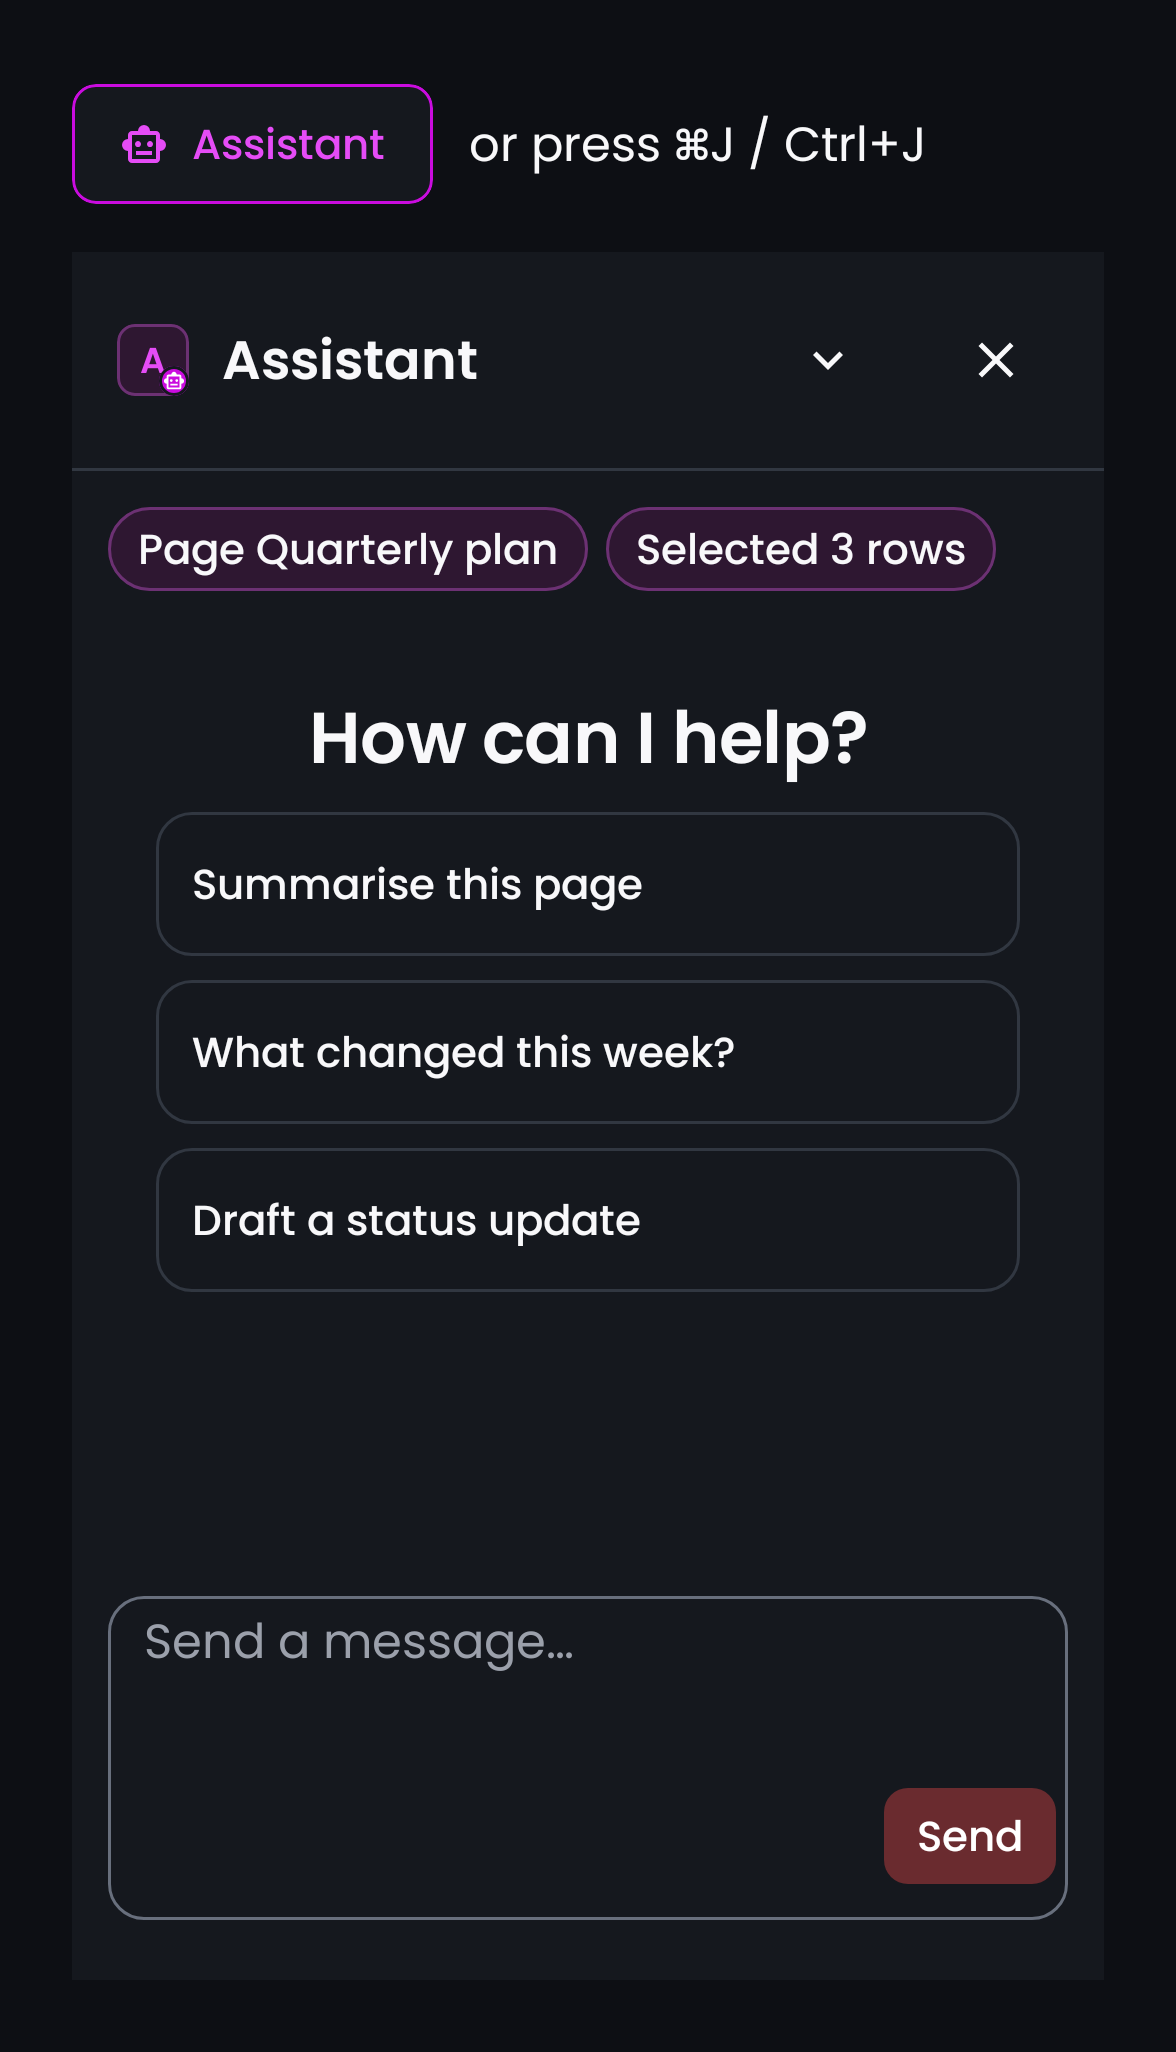 Assistant or press ⌘J / Ctrl+J
A Assistant
Page Quarterly plan Selected 3 rows
How can I help?
Summarise this page
What changed this week?
Draft a status update
Send a message...
Send